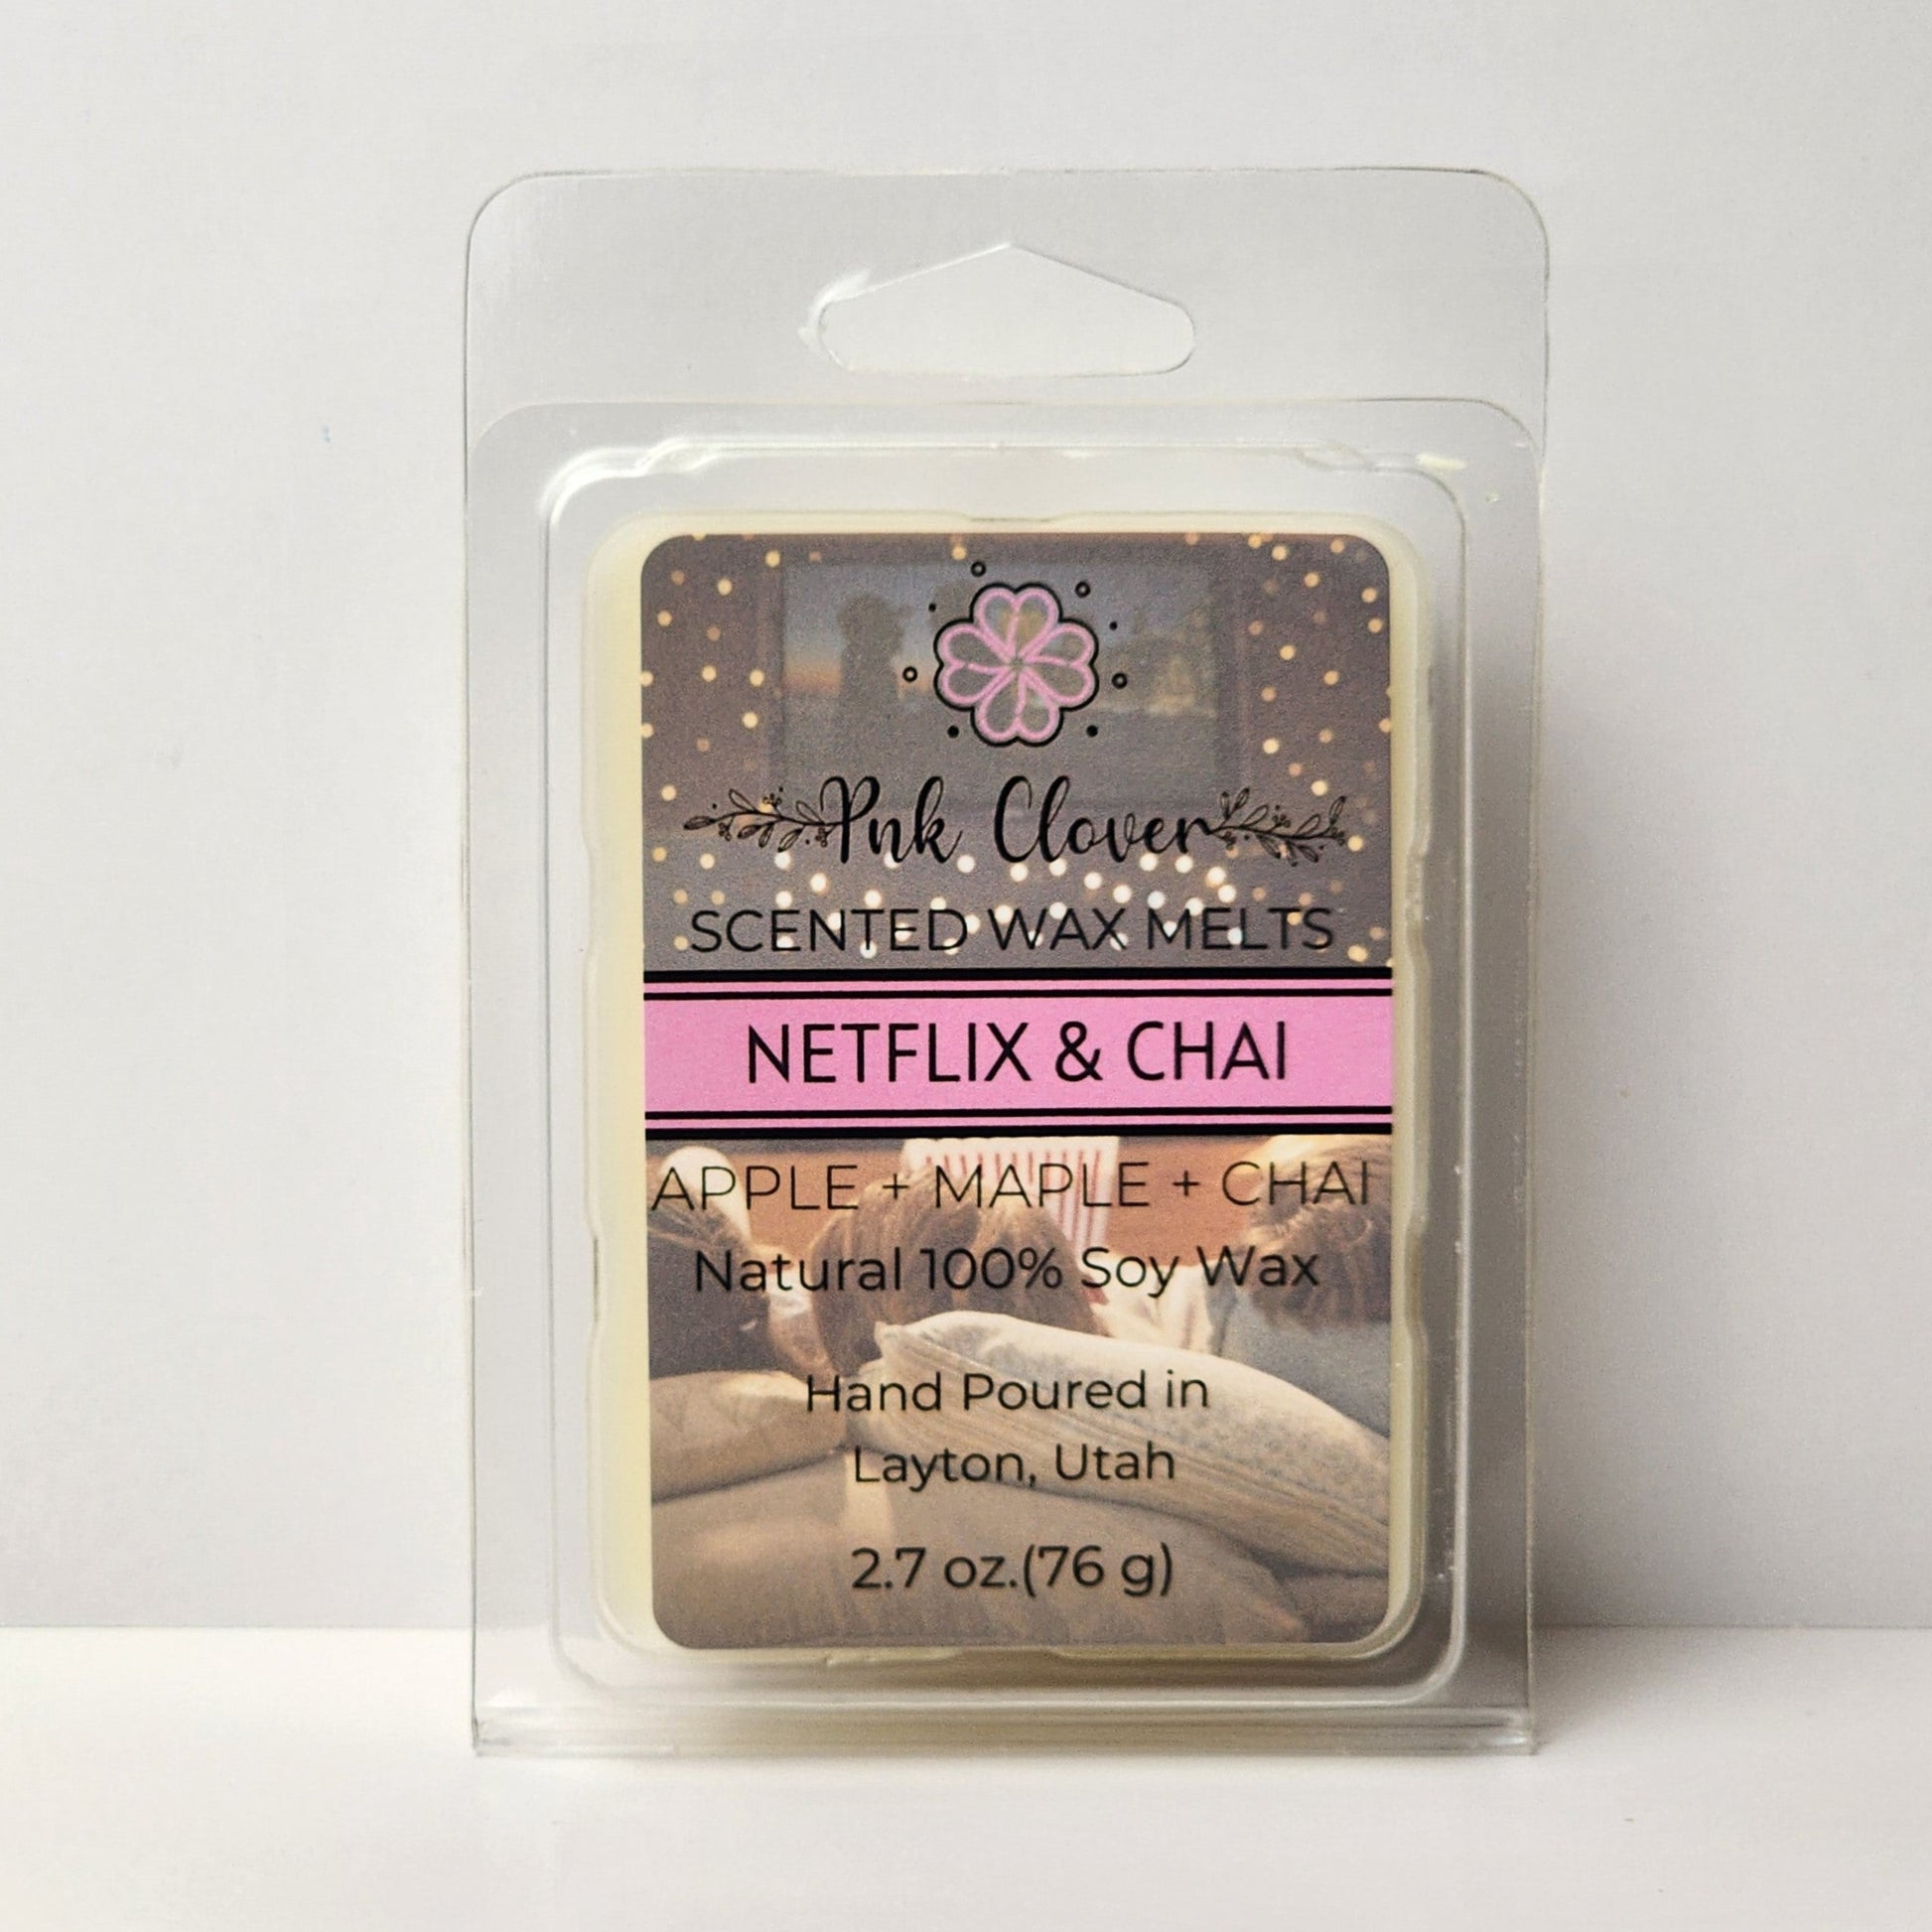 Pnk Clover
SCENTED WAX MELTS
NETFLIX & CHAI
APPLE + MAPLE + CHAI
Natural 100% Soy Wax
Hand Poured in
Layton, Utah
2.7 oz.(76 g)